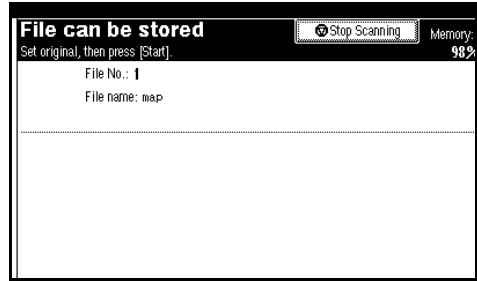 File can be stored
Stop Scanning
Memory:
Set original, then press [Start].
98%
File No.: 1
File name: map